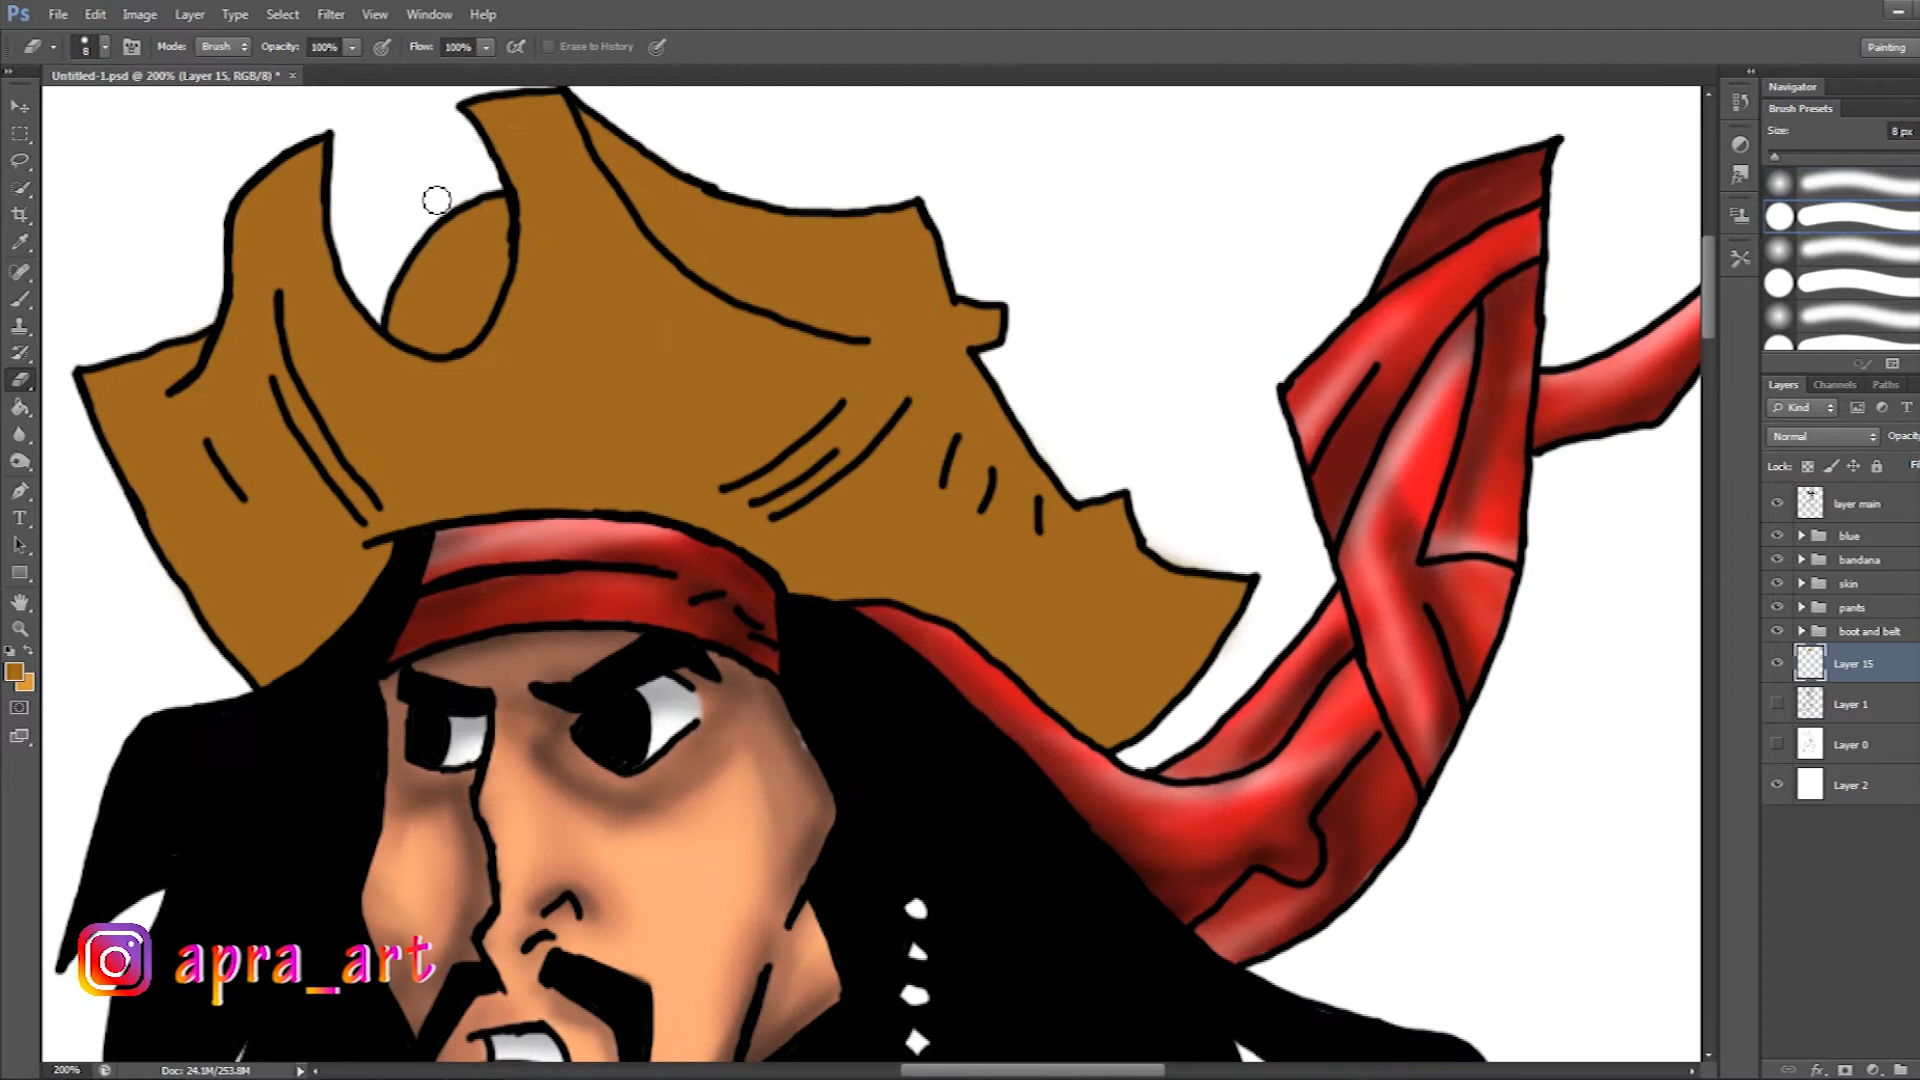 Ps File Edit Image Layer Type Select Filter View Window Help
8 Mode: Brush Opacity: 100% Flow: 100% Erase to History Painting
Untitled-1.psd @ 200% (Layer 15, RGB/8) * ×
Navigator
Brush Presets
Size: 8 px
Layers Channels Paths
Kind
Normal Opacity
Lock:
layer main
blue
bandana
skin
pants
boot and belt
Layer 15
Layer 1
Layer 0
Layer 2
apra_art
200% Doc: 24.1M/253.8M